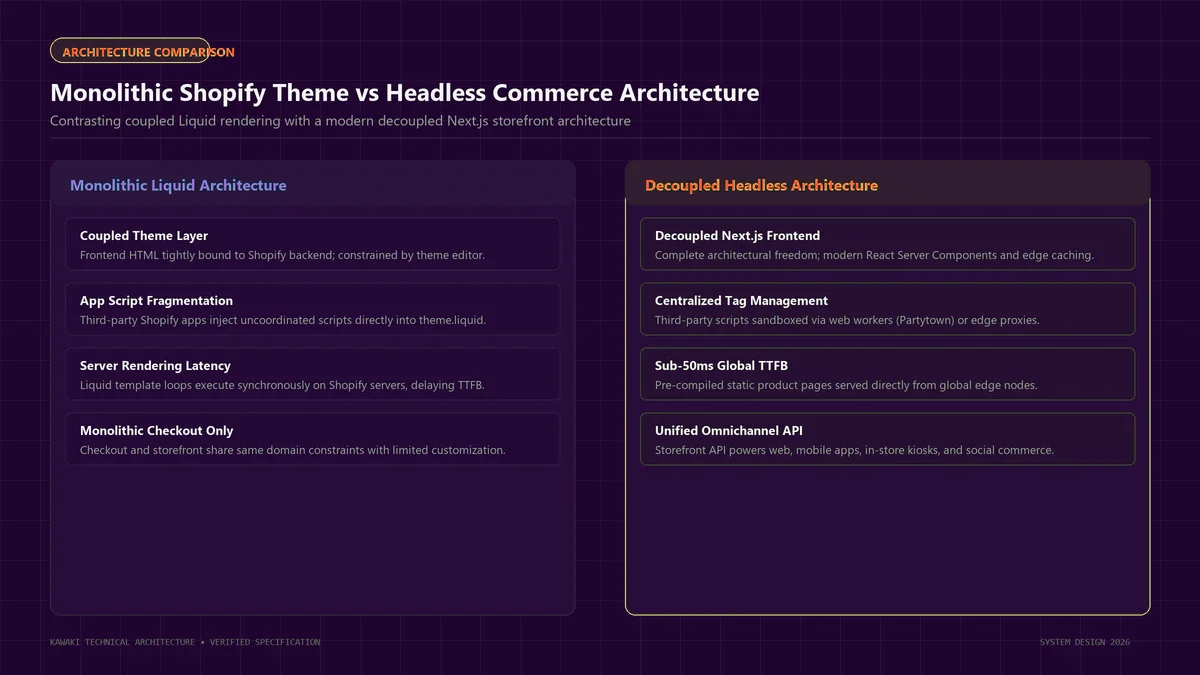 ARCHITECTURE COMPARISON
Monolithic Shopify Theme vs Headless Commerce Architecture
Contrasting coupled Liquid rendering with a modern decoupled Next.js storefront architecture
Monolithic Liquid Architecture
Coupled Theme Layer
Frontend HTML tightly bound to Shopify backend; constrained by theme editor.
App Script Fragmentation
Third-party Shopify apps inject uncoordinated scripts directly into theme.liquid.
Server Rendering Latency
Liquid template loops execute synchronously on Shopify servers, delaying TTFB.
Monolithic Checkout Only
Checkout and storefront share same domain constraints with limited customization.
Decoupled Headless Architecture
Decoupled Next.js Frontend
Complete architectural freedom; modern React Server Components and edge caching.
Centralized Tag Management
Third-party scripts sandboxed via web workers (Partytown) or edge proxies.
Sub-50ms Global TTFB
Pre-compiled static product pages served directly from global edge nodes.
Unified Omnichannel API
Storefront API powers web, mobile apps, in-store kiosks, and social commerce.
KAWAKI TECHNICAL ARCHITECTURE • VERIFIED SPECIFICATION
SYSTEM DESIGN 2026